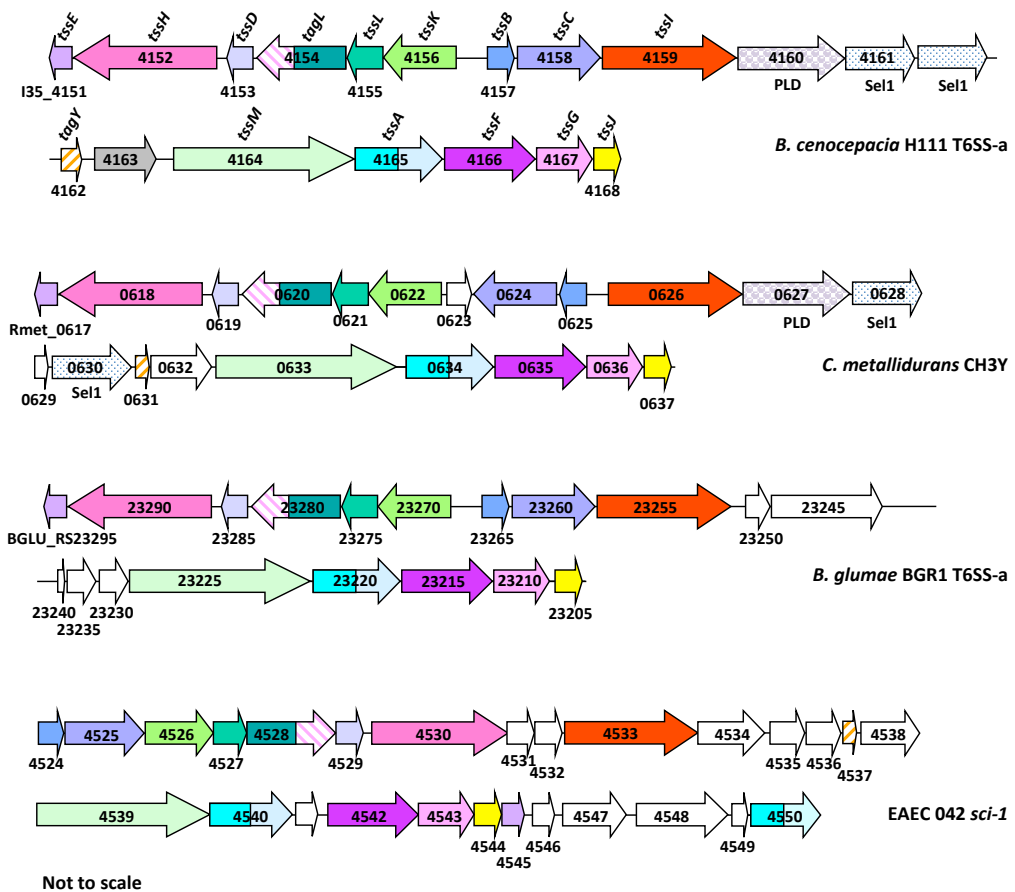 tssE tssH tssD tagL tssL tssK tssB tssC tssI
4152 4154 4156 4158 4159 4160 4161
I35_4151 4153 4155 4157 PLD Sel1 Sel1
tagY tssM tssA tssF tssG tssJ
B. cenocepacia H111 T6SS-a
4163 4164 4165 4166 4167
4162 4168
0618 0620 0622 0624 0626 0627 0628
Rmet_0617 0619 0621 0623 0625 PLD Sel1
0630 0632 0633 0634 0635 0636
C. metallidurans CH3Y
0629 Sel1 0631 0637
23290 23280 23270 23260 23255 23245
BGLU_RS23295 23285 23275 23265 23250
B. glumae BGR1 T6SS-a
23225 23220 23215 23210
23240 23230 23205
23235
4525 4526 4528 4530 4533 4534 4538
4524 4527 4529 4531 4535 4536
4532 4537
4539 4540 4542 4543 4547 4548 4550
EAEC 042 sci-1
4544 4546 4549
4545
Not to scale